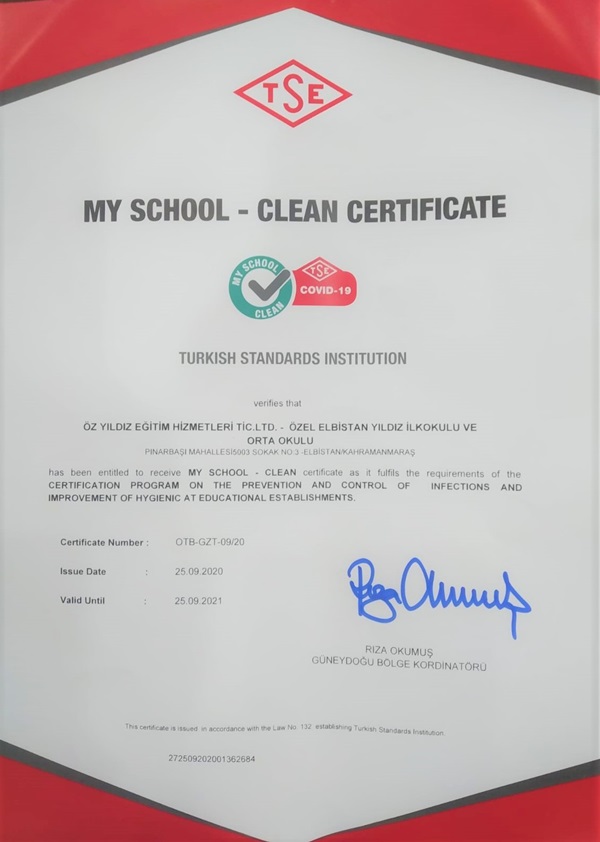 TSE
MY SCHOOL - CLEAN CERTIFICATE
MY SCHOOL
CLEAN
TSE
COVID-19
TURKISH STANDARDS INSTITUTION
verifies that
ÖZ YILDIZ EĞİTİM HİZMETLERİ TİC.LTD. - ÖZEL ELBİSTAN YILDIZ İLKOKULU VE
ORTA OKULU
PINARBAŞI MAHALLESİ5003 SOKAK NO:3 -ELBİSTAN/KAHRAMANMARAŞ
has been entitled to receive MY SCHOOL - CLEAN certificate as it fulfils the requirements of the
CERTIFICATION PROGRAM ON THE PREVENTION AND CONTROL OF INFECTIONS AND
IMPROVEMENT OF HYGIENIC AT EDUCATIONAL ESTABLISHMENTS.
Certificate Number : OTB-GZT-09/20
Issue Date : 25.09.2020
Valid Until : 25.09.2021
Rıza Okumuş
RIZA OKUMUŞ
GÜNEYDOĞU BÖLGE KORDİNATÖRÜ
This certificate is issued in accordance with the Law No. 132 establishing Turkish Standards Institution.
272509202001362684